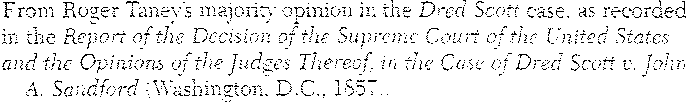 From Roger Taney's majority opinion in the Dred Scott case, as recorded
in the Report of the Decision of the Supreme Court of the United States
and the Opinions of the Judges Thereof, in the Case of Dred Scott v. John
A. Sandford (Washington, D.C., 1857).